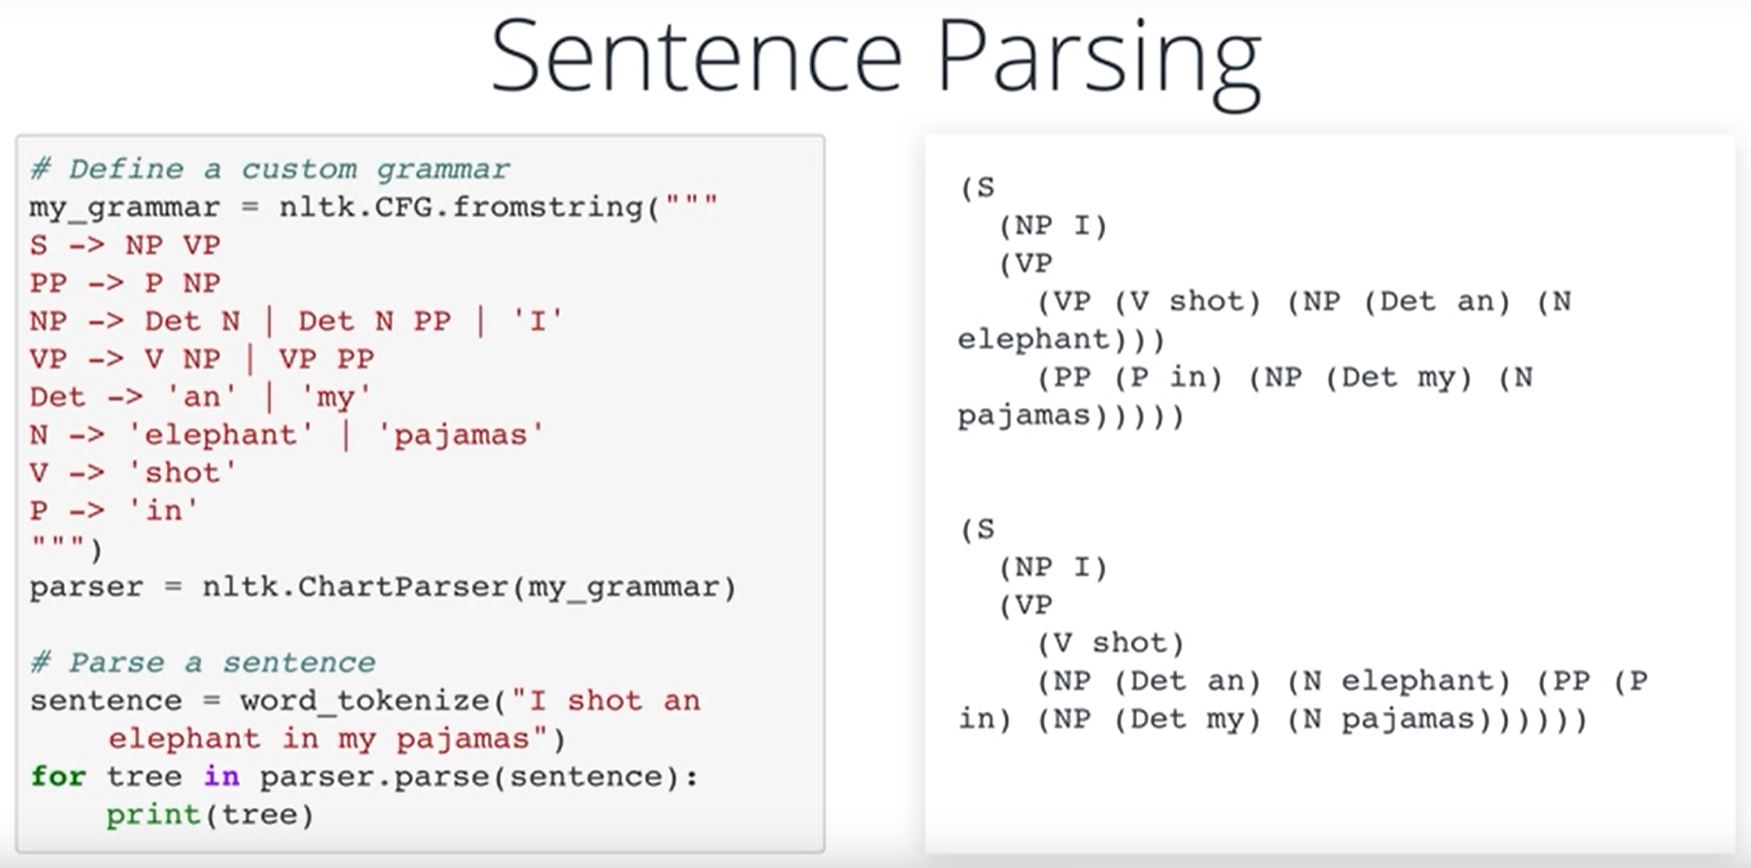 Sentence Parsing
# Define a custom grammar
my_grammar = nltk.CFG.fromstring("""
S -> NP VP
PP -> P NP
NP -> Det N | Det N PP | 'I'
VP -> V NP | VP PP
Det -> 'an' | 'my'
N -> 'elephant' | 'pajamas'
V -> 'shot'
P -> 'in'
""")
parser = nltk.ChartParser(my_grammar)

# Parse a sentence
sentence = word_tokenize("I shot an
    elephant in my pajamas")
for tree in parser.parse(sentence):
    print(tree)

(S
  (NP I)
  (VP
    (VP (V shot) (NP (Det an) (N
elephant)))
    (PP (P in) (NP (Det my) (N
pajamas)))))

(S
  (NP I)
  (VP
    (V shot)
    (NP (Det an) (N elephant) (PP (P
in) (NP (Det my) (N pajamas))))))